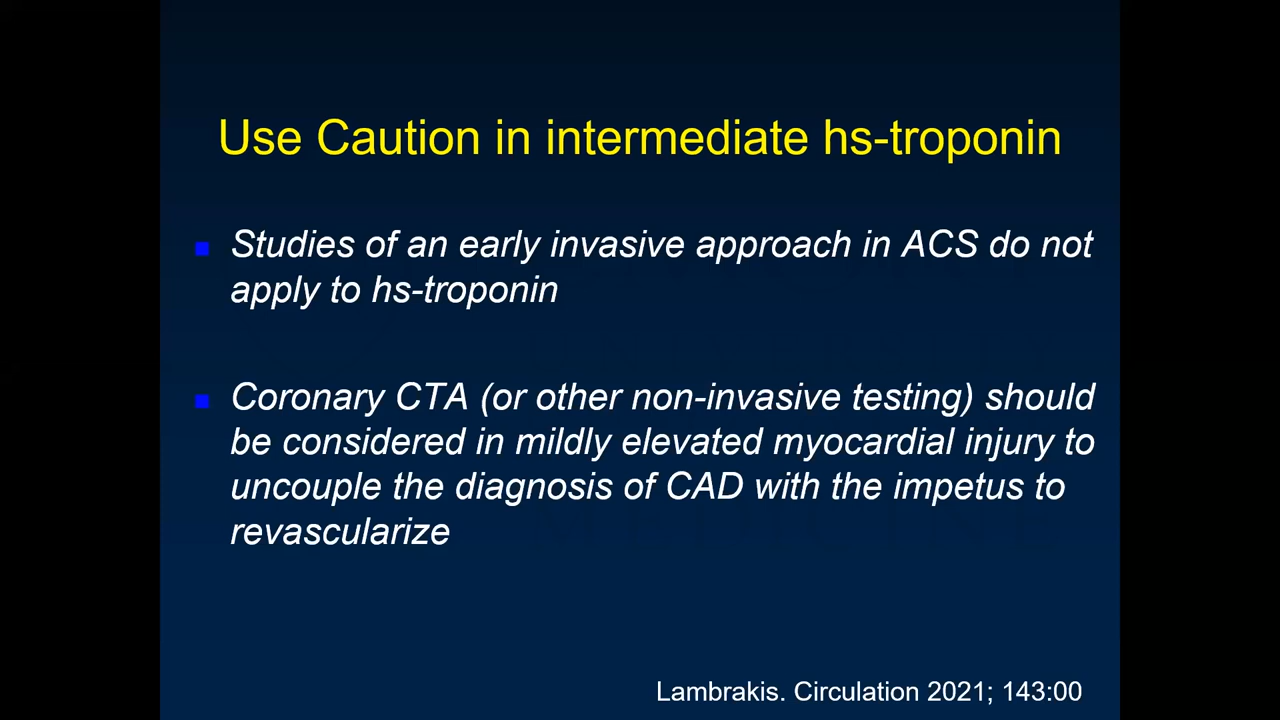 Use Caution in intermediate hs-troponin
Studies of an early invasive approach in ACS do not
apply to hs-troponin
Coronary CTA (or other non-invasive testing) should
be considered in mildly elevated myocardial injury to
uncouple the diagnosis of CAD with the impetus to
revascularize
Lambrakis. Circulation 2021; 143:00